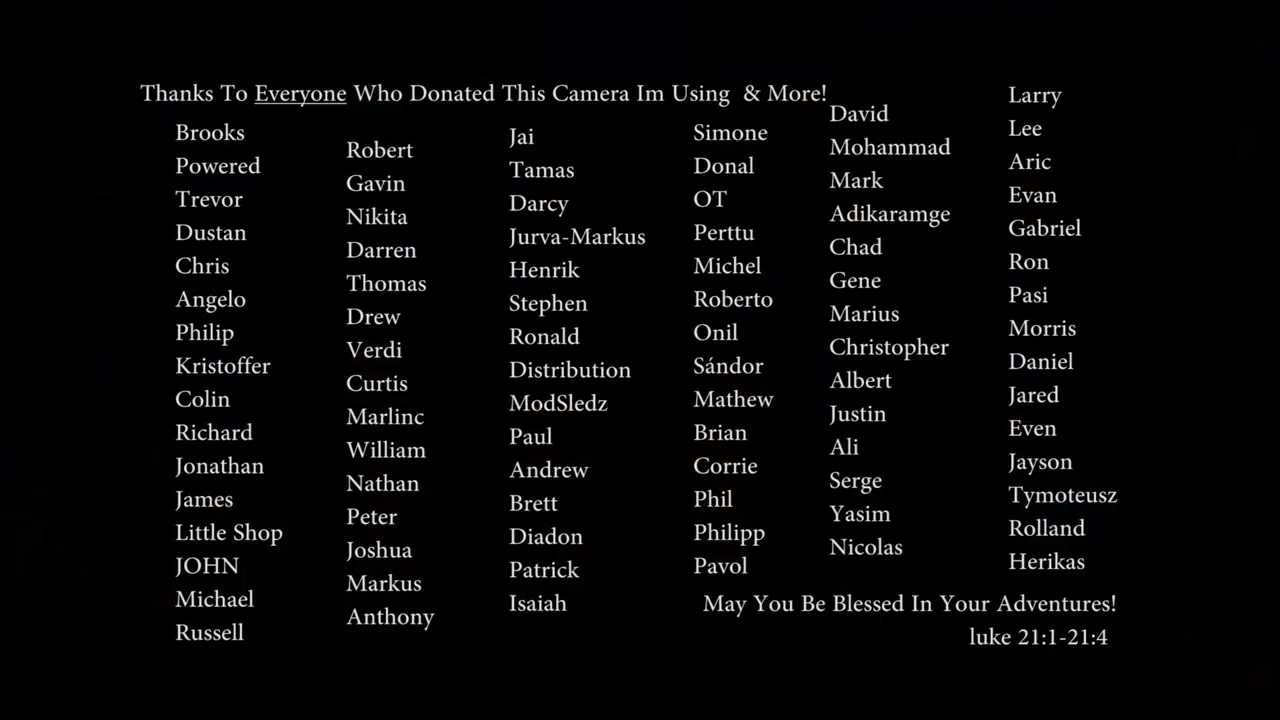 Thanks To Everyone Who Donated This Camera Im Using & More!
Brooks
Powered
Trevor
Dustan
Chris
Angelo
Philip
Kristoffer
Colin
Richard
Jonathan
James
Little Shop
JOHN
Michael
Russell
Robert
Gavin
Nikita
Darren
Thomas
Drew
Verdi
Curtis
Marlinc
William
Nathan
Peter
Joshua
Markus
Anthony
Jai
Tamas
Darcy
Jurva-Markus
Henrik
Stephen
Ronald
Distribution
ModSledz
Paul
Andrew
Brett
Diadon
Patrick
Isaiah
Simone
Donal
OT
Perttu
Michel
Roberto
Onil
Sándor
Mathew
Brian
Corrie
Phil
Philipp
Pavol
David
Mohammad
Mark
Adikaramge
Chad
Gene
Marius
Christopher
Albert
Justin
Ali
Serge
Yasim
Nicolas
Larry
Lee
Aric
Evan
Gabriel
Ron
Pasi
Morris
Daniel
Jared
Even
Jayson
Tymoteusz
Rolland
Herikas
May You Be Blessed In Your Adventures!
luke 21:1-21:4